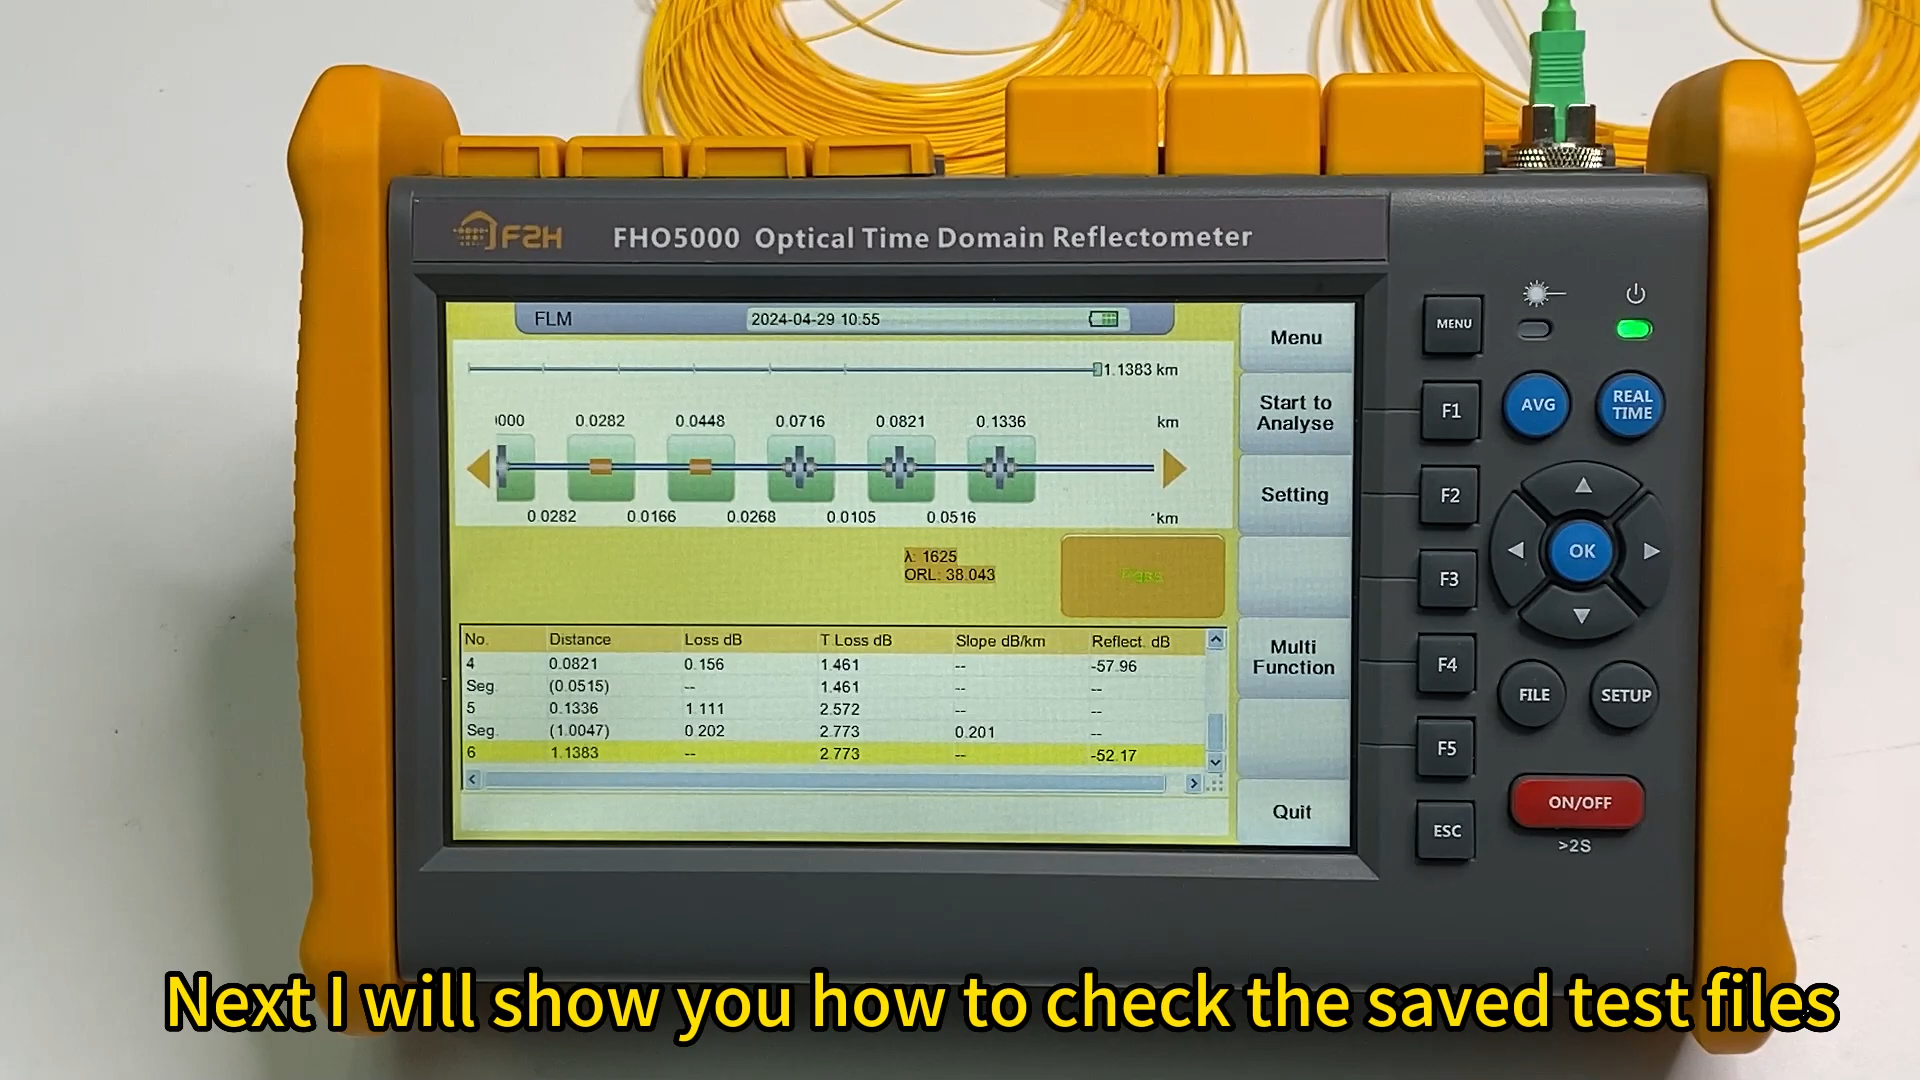 F2H
FHO5000 Optical Time Domain Reflectometer
FLM
2024-04-29 10:55
1.1383 km
0.0282 0.0448 0.0716 0.0821 0.1336 km
0.0282 0.0166 0.0268 0.0105 0.0516 km
λ: 1625
ORL: 38.043
Pass
No. Distance Loss dB T Loss dB Slope dB/km Reflect. dB
4 0.0821 0.156 1.461 -- -57.96
Seg. (0.0515) -- 1.461 -- --
5 0.1336 1.111 2.572 -- --
Seg. (1.0047) 0.202 2.773 0.201 --
6 1.1383 -- 2.773 -- -52.17
Menu
Start to
Analyse
Setting
Multi
Function
Quit
MENU
F1
F2
F3
F4
F5
ESC
AVG
REAL
TIME
OK
FILE
SETUP
ON/OFF
>2S
Next I will show you how to check the saved test files